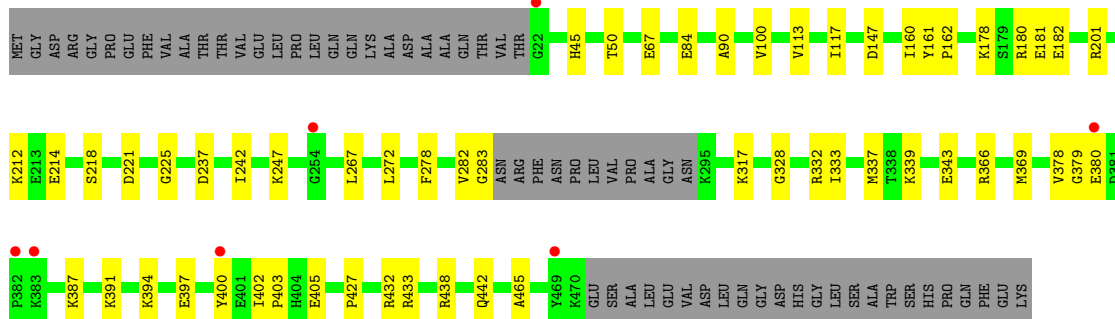 MET GLY ASP ARG GLY PRO GLU PHE VAL ALA THR THR VAL GLU LEU LEU PRO LEU GLN GLN LYS ALA ASP ALA ALA GLN THR VAL THR G22 H45 T50 E67 E84 A90 V100 V113 I117 D147 I160 Y161 P162 K178 S179 R180 E181 E182 R201
K212 E213 E214 S218 D221 G225 D237 I242 K247 G254 L267 L272 F278 V282 G283 ASN ARG PHE ASN PRO LEU VAL PRO ALA GLY ASN K295 K317 G328 R332 I333 M337 T338 K339 E343 R366 M369 V378 G379 E380 D381
P382 K383 K387 K391 K394 E397 Y400 E401 I402 P403 H404 E405 P427 R432 R433 R438 Q442 A465 Y469 K470 GLU SER ALA LEU GLU VAL ASP LEU GLN GLY ASP HIS GLY LEU SER ALA TRP SER HIS PRO GLN PHE GLU LYS